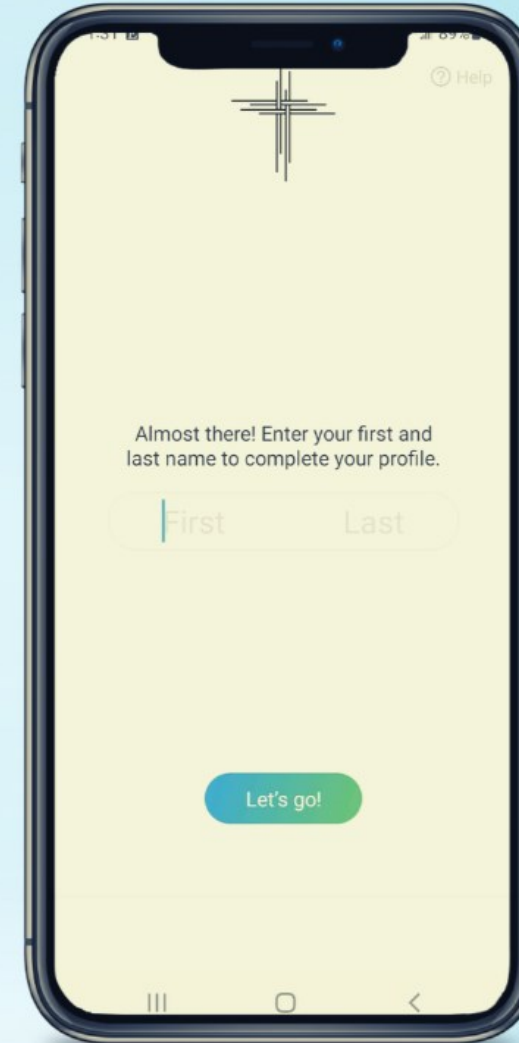 Help
Almost there! Enter your first and
last name to complete your profile.
First Last
Let's go!